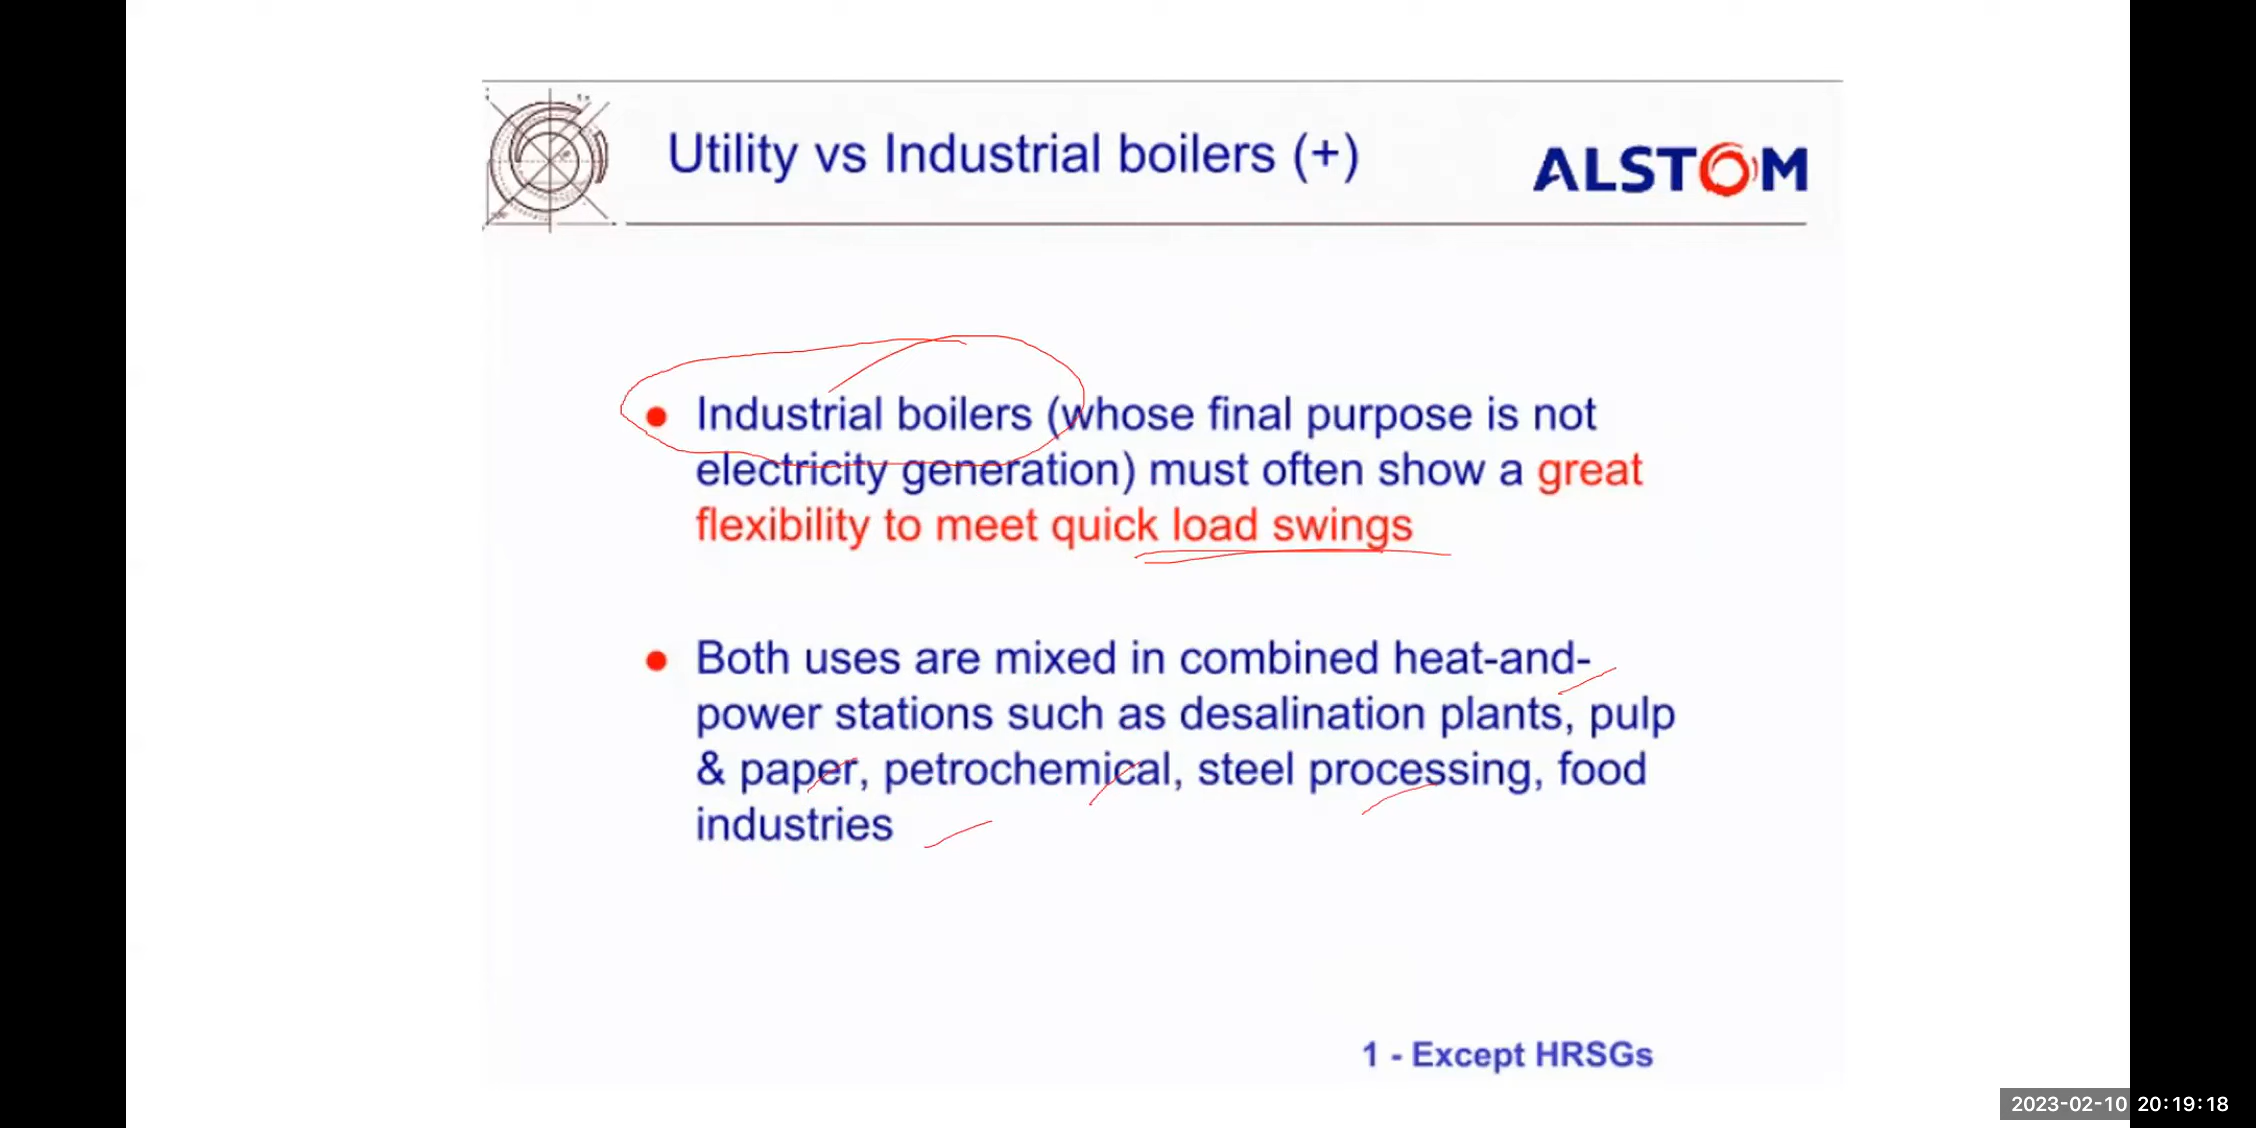 Utility vs Industrial boilers (+)
ALSTOM
Industrial boilers (whose final purpose is not
electricity generation) must often show a great
flexibility to meet quick load swings
Both uses are mixed in combined heat-and-
power stations such as desalination plants, pulp
& paper, petrochemical, steel processing, food
industries
1 - Except HRSGs
2023-02-10 20:19:18